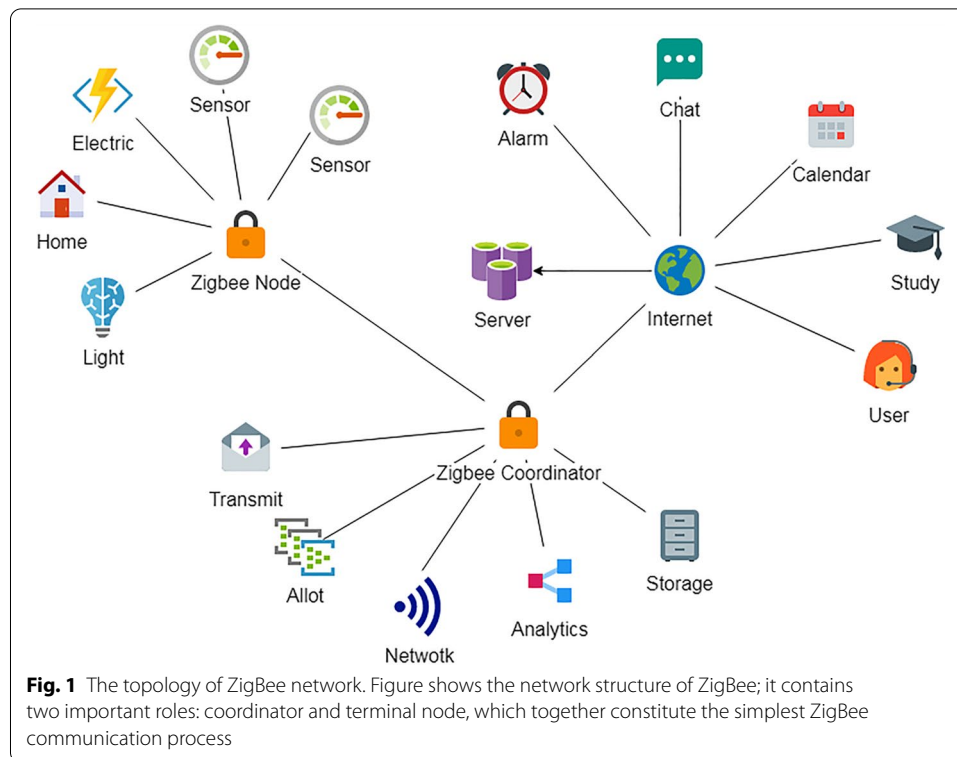 Sensor
Sensor
Electric
Home
Zigbee Node
Light
Alarm
Chat
Calendar
Study
Server
Internet
User
Zigbee Coordinator
Transmit
Allot
Netwotk
Analytics
Storage
Fig. 1 The topology of ZigBee network. Figure shows the network structure of ZigBee; it contains
two important roles: coordinator and terminal node, which together constitute the simplest ZigBee
communication process